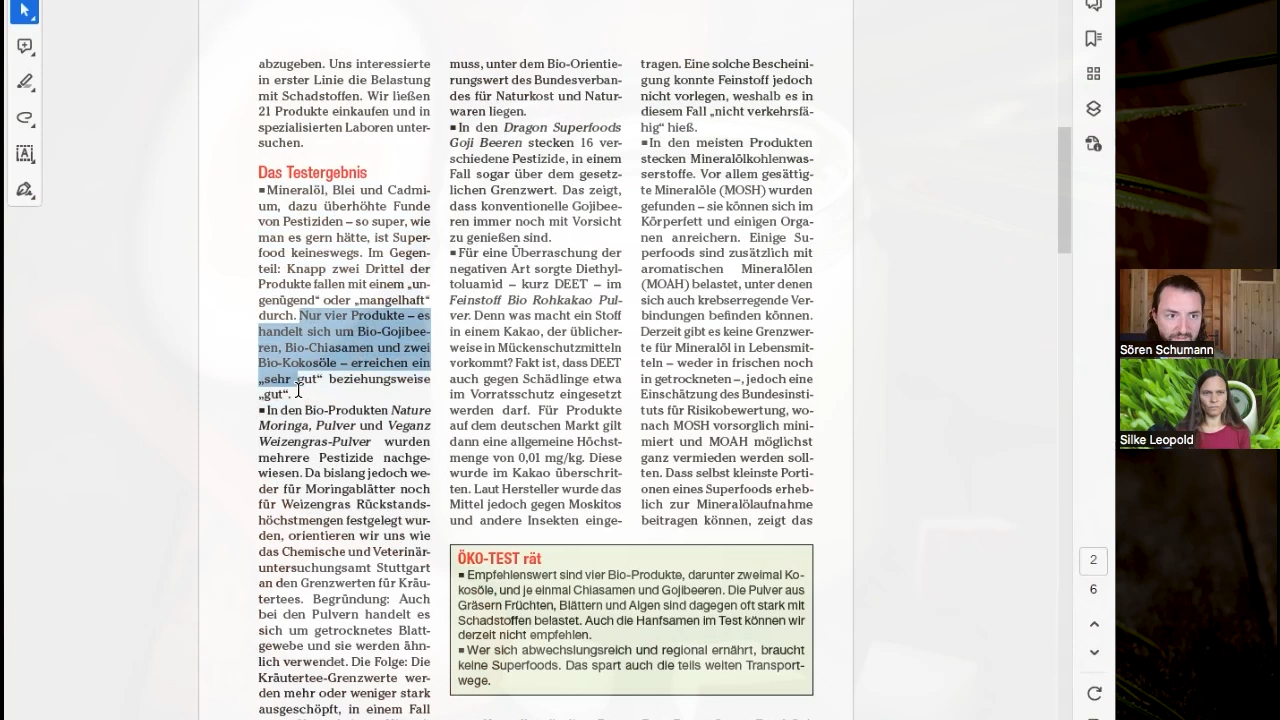 abzugeben. Uns interessierte
in erster Linie die Belastung
mit Schadstoffen. Wir ließen
21 Produkte einkaufen und in
spezialisierten Laboren unter-
suchen.
Das Testergebnis
■ Mineralöl, Blei und Cadmi-
um, dazu überhöhte Funde
von Pestiziden – so super, wie
man es gern hätte, ist Super-
food keineswegs. Im Gegen-
teil: Knapp zwei Drittel der
Produkte fallen mit einem „un-
genügend“ oder „mangelhaft“
durch. Nur vier Produkte – es
handelt sich um Bio-Gojibee-
ren, Bio-Chiasamen und zwei
Bio-Kokosöle – erreichen ein
„sehr gut“ beziehungsweise
„gut“.
■ In den Bio-Produkten Nature
Moringa, Pulver und Veganz
Weizengras-Pulver wurden
mehrere Pestizide nachge-
wiesen. Da bislang jedoch we-
der für Moringablätter noch
für Weizengras Rückstands-
höchstmengen festgelegt wur-
den, orientieren wir uns wie
das Chemische und Veterinär-
untersuchungsamt Stuttgart
an den Grenzwerten für Kräu-
tertees. Begründung: Auch
bei den Pulvern handelt es
sich um getrocknetes Blatt-
gewebe und sie werden ähn-
lich verwendet. Die Folge: Die
Kräutertee-Grenzwerte wer-
den mehr oder weniger stark
ausgeschöpft, in einem Fall
muss, unter dem Bio-Orientie-
rungswert des Bundesverban-
des für Naturkost und Natur-
waren liegen.
■ In den Dragon Superfoods
Goji Beeren stecken 16 ver-
schiedene Pestizide, in einem
Fall sogar über dem gesetz-
lichen Grenzwert. Das zeigt,
dass konventionelle Gojibee-
ren immer noch mit Vorsicht
zu genießen sind.
■ Für eine Überraschung der
negativen Art sorgte Diethyl-
toluamid – kurz DEET – im
Feinstoff Bio Rohkakao Pul-
ver. Denn was macht ein Stoff
in einem Kakao, der üblicher-
weise in Mückenschutzmitteln
vorkommt? Fakt ist, dass DEET
auch gegen Schädlinge etwa
im Vorratsschutz eingesetzt
werden darf. Für Produkte
auf dem deutschen Markt gilt
dann eine allgemeine Höchst-
menge von 0,01 mg/kg. Diese
wurde im Kakao überschrit-
ten. Laut Hersteller wurde das
Mittel jedoch gegen Moskitos
und andere Insekten einge-
tragen. Eine solche Bescheini-
gung konnte Feinstoff jedoch
nicht vorlegen, weshalb es in
diesem Fall „nicht verkehrsfä-
hig“ hieß.
■ In den meisten Produkten
stecken Mineralölkohlenwas-
serstoffe. Vor allem gesättig-
te Mineralöle (MOSH) wurden
gefunden – sie können sich im
Körperfett und einigen Orga-
nen anreichern. Einige Su-
perfoods sind zusätzlich mit
aromatischen Mineralölen
(MOAH) belastet, unter denen
sich auch krebserregende Ver-
bindungen befinden können.
Derzeit gibt es keine Grenzwer-
te für Mineralöl in Lebensmit-
teln – weder in frischen noch
in getrockneten –, jedoch eine
Einschätzung des Bundesinsti-
tuts für Risikobewertung, wo-
nach MOSH vorsorglich mini-
miert und MOAH möglichst
ganz vermieden werden soll-
ten. Dass selbst kleinste Porti-
onen eines Superfoods erheb-
lich zur Mineralölaufnahme
beitragen können, zeigt das
ÖKO-TEST rät
■ Empfehlenswert sind vier Bio-Produkte, darunter zweimal Ko-
kosöle, und je einmal Chiasamen und Gojibeeren. Die Pulver aus
Gräsern Früchten, Blättern und Algen sind dagegen oft stark mit
Schadstoffen belastet. Auch die Hanfsamen im Test können wir
derzeit nicht empfehlen.
■ Wer sich abwechslungsreich und regional ernährt, braucht
keine Superfoods. Das spart auch die teils weiten Transport-
wege.
2
6
Sören Schumann
Silke Leopold